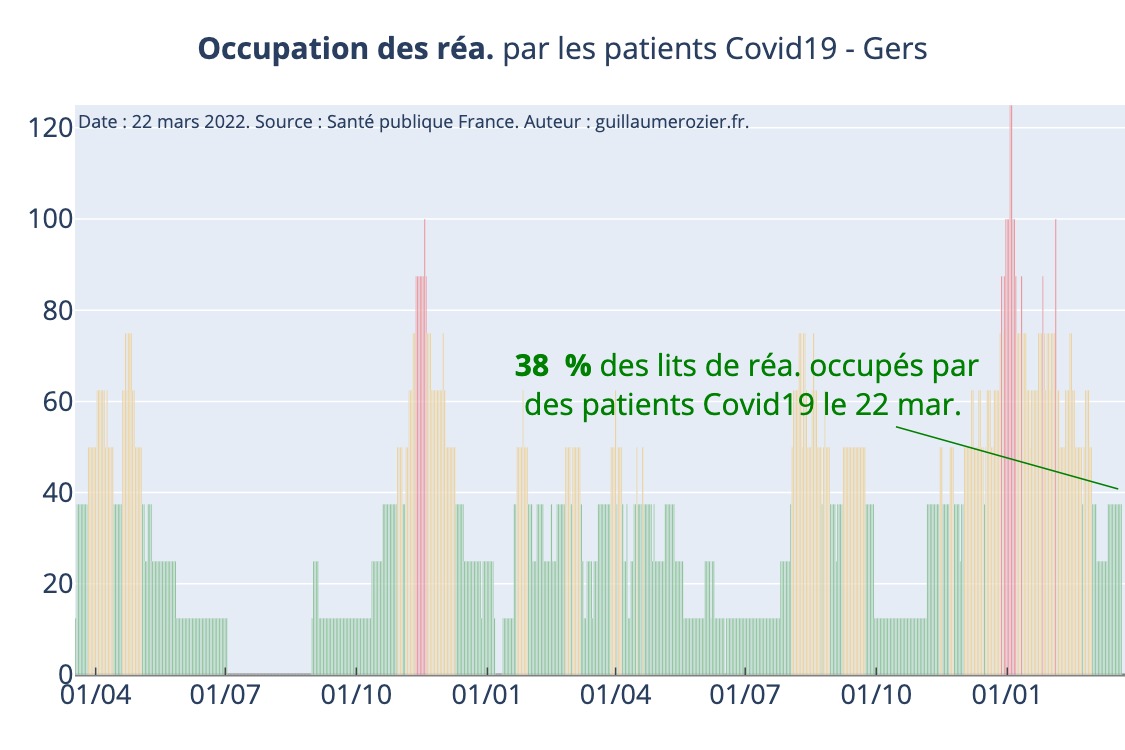 Occupation des réa. par les patients Covid19 - Gers
Date : 22 mars 2022. Source : Santé publique France. Auteur : guillaumerozier.fr.
120
100
80
60
40
20
0
38 % des lits de réa. occupés par
des patients Covid19 le 22 mar.
01/04 01/07 01/10 01/01 01/04 01/07 01/10 01/01